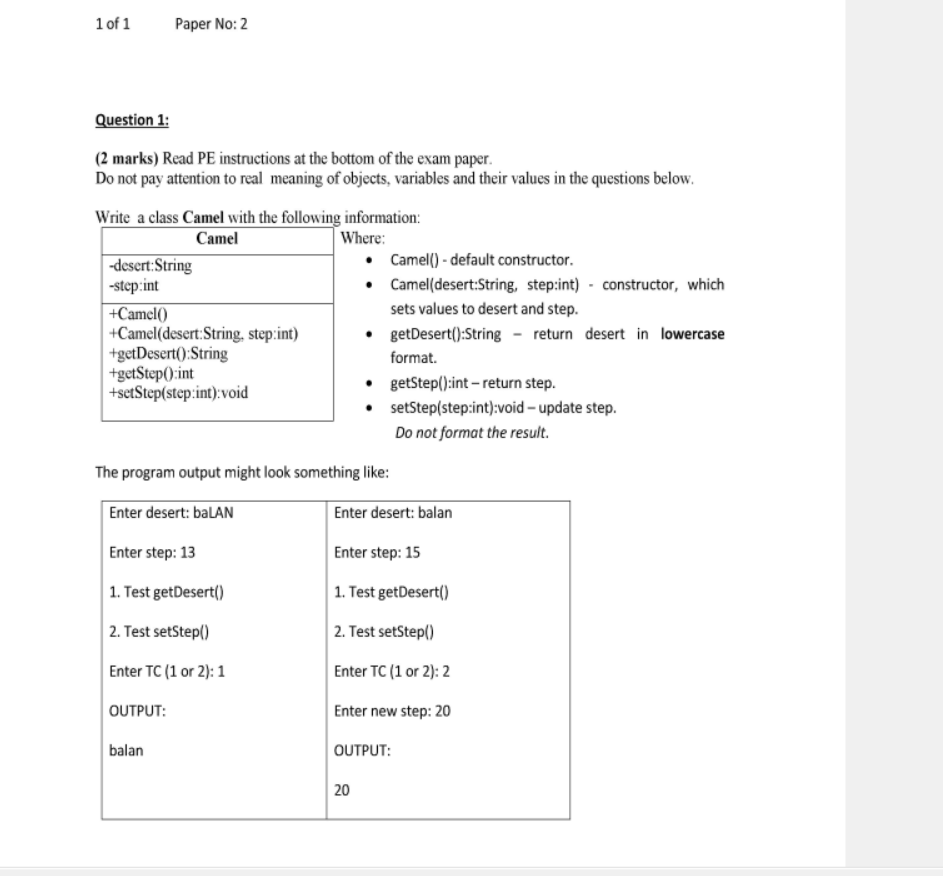 1 of 1 Paper No: 2
Question 1:
(2 marks) Read PE instructions at the bottom of the exam paper.
Do not pay attention to real meaning of objects, variables and their values in the questions below.
Write a class Camel with the following information:
Camel
-desert:String
-step:int
+Camel()
+Camel(desert:String, step:int)
+getDesert():String
+getStep():int
+setStep(step:int):void
Where:
• Camel() - default constructor.
• Camel(desert:String, step:int) - constructor, which
sets values to desert and step.
• getDesert():String – return desert in lowercase
format.
• getStep():int – return step.
• setStep(step:int):void – update step.
Do not format the result.
The program output might look something like:
Enter desert: baLAN
Enter step: 13
1. Test getDesert()
2. Test setStep()
Enter TC (1 or 2): 1
OUTPUT:
balan
Enter desert: balan
Enter step: 15
1. Test getDesert()
2. Test setStep()
Enter TC (1 or 2): 2
Enter new step: 20
OUTPUT:
20